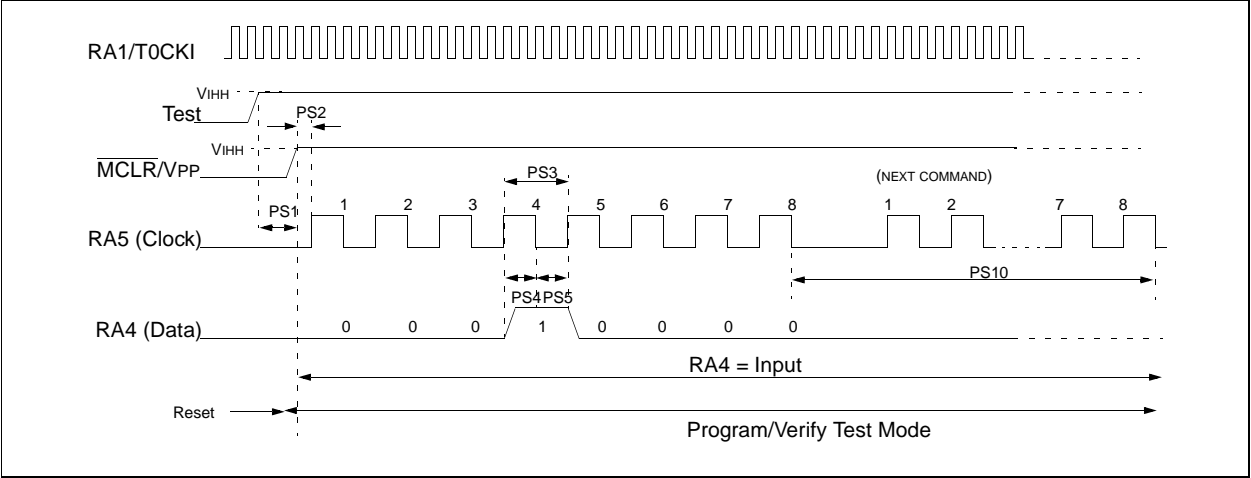 RA1/T0CKI
VIHH
Test
PS2
VIHH
MCLR/VPP
PS3
(NEXT COMMAND)
PS1
1 2 3 4 5 6 7 8 1 2 7 8
RA5 (Clock)
PS10
PS4 PS5
RA4 (Data)
0 0 0 1 0 0 0 0
RA4 = Input
Reset
Program/Verify Test Mode